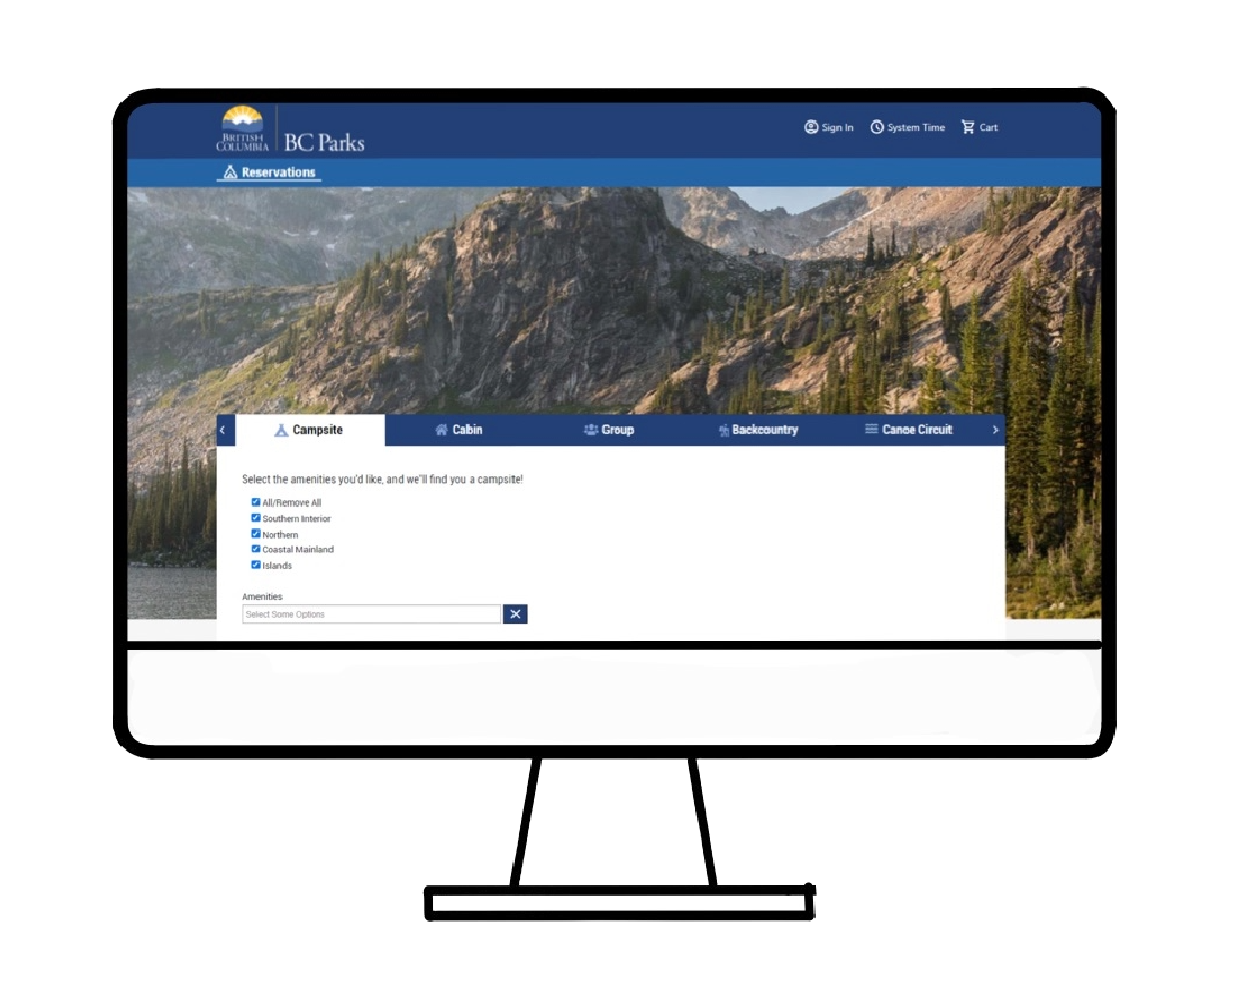 BRITISH
COLUMBIA
BC Parks
Sign In System Time Cart
Reservations
Campsite Cabin Group Backcountry Canoe Circuit
Select the amenities you'd like, and we'll find you a campsite!
All/Remove All
Southern Interior
Northern
Coastal Mainland
Islands
Amenities
Select Some Options